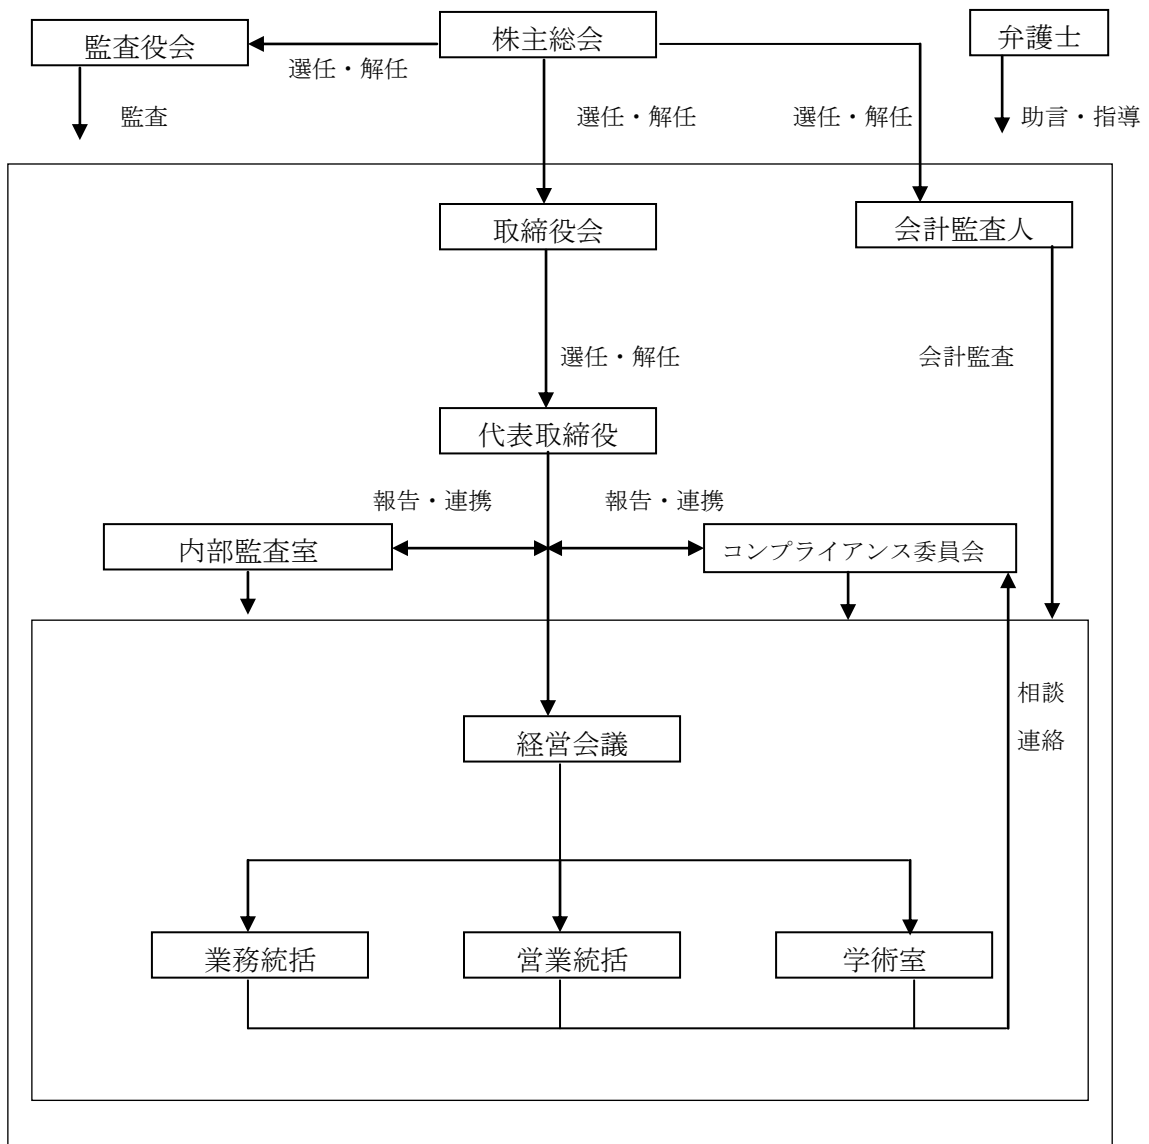 監査役会
株主総会
弁護士
選任・解任
監査
選任・解任
選任・解任
助言・指導
取締役会
会計監査人
選任・解任
会計監査
代表取締役
報告・連携
報告・連携
内部監査室
コンプライアンス委員会
相談
連絡
経営会議
業務統括
営業統括
学術室